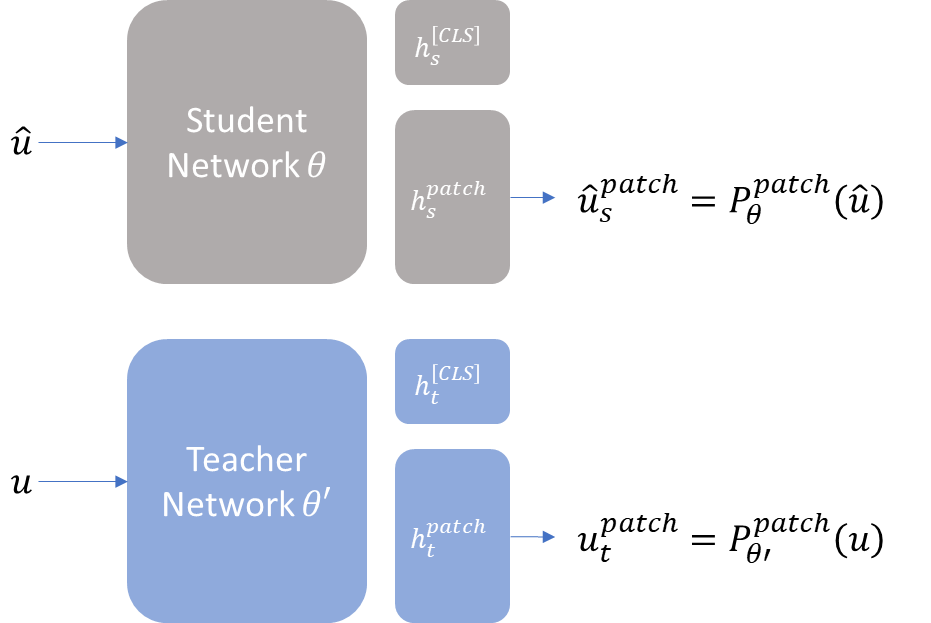 h_s^{[CLS]}
Student
Network θ
û
h_s^{patch}
û_s^{patch} = P_θ^{patch}(û)
h_t^{[CLS]}
Teacher
Network θ′
u
h_t^{patch}
u_t^{patch} = P_{θ′}^{patch}(u)